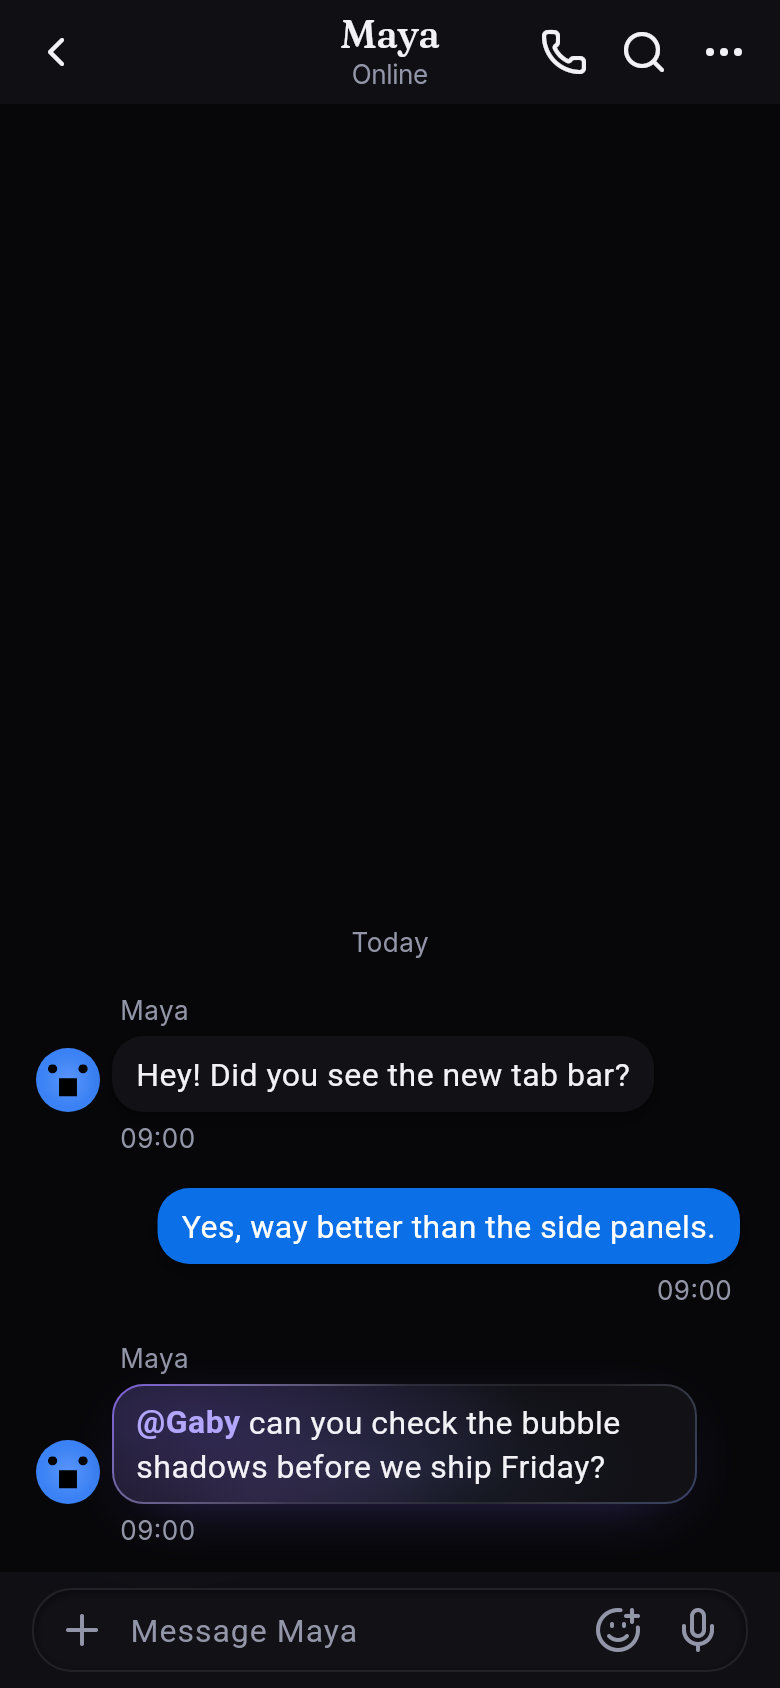 Maya
Online
Today
Maya
Hey! Did you see the new tab bar?
09:00
Yes, way better than the side panels.
09:00
Maya
@Gaby can you check the bubble
shadows before we ship Friday?
09:00
Message Maya